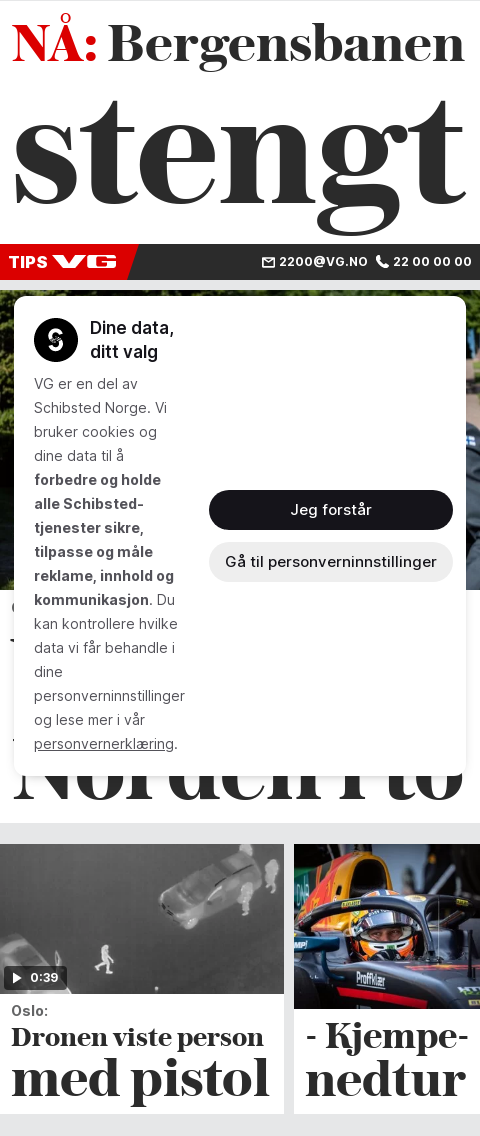 NÅ: Bergensbanen
stengt
TIPS VG
2200@VG.NO 22 00 00 00
Dine data,
ditt valg
VG er en del av
Schibsted Norge. Vi
bruker cookies og
dine data til å
forbedre og holde
alle Schibsted-
tjenester sikre,
tilpasse og måle
reklame, innhold og
kommunikasjon. Du
kan kontrollere hvilke
data vi får behandle i
dine
personverninnstillinger
og lese mer i vår
personvernerklæring.
Jeg forstår
Gå til personverninnstillinger
0:39
Oslo:
Dronen viste person
med pistol
Proffklær
- Kjempe-
nedtur